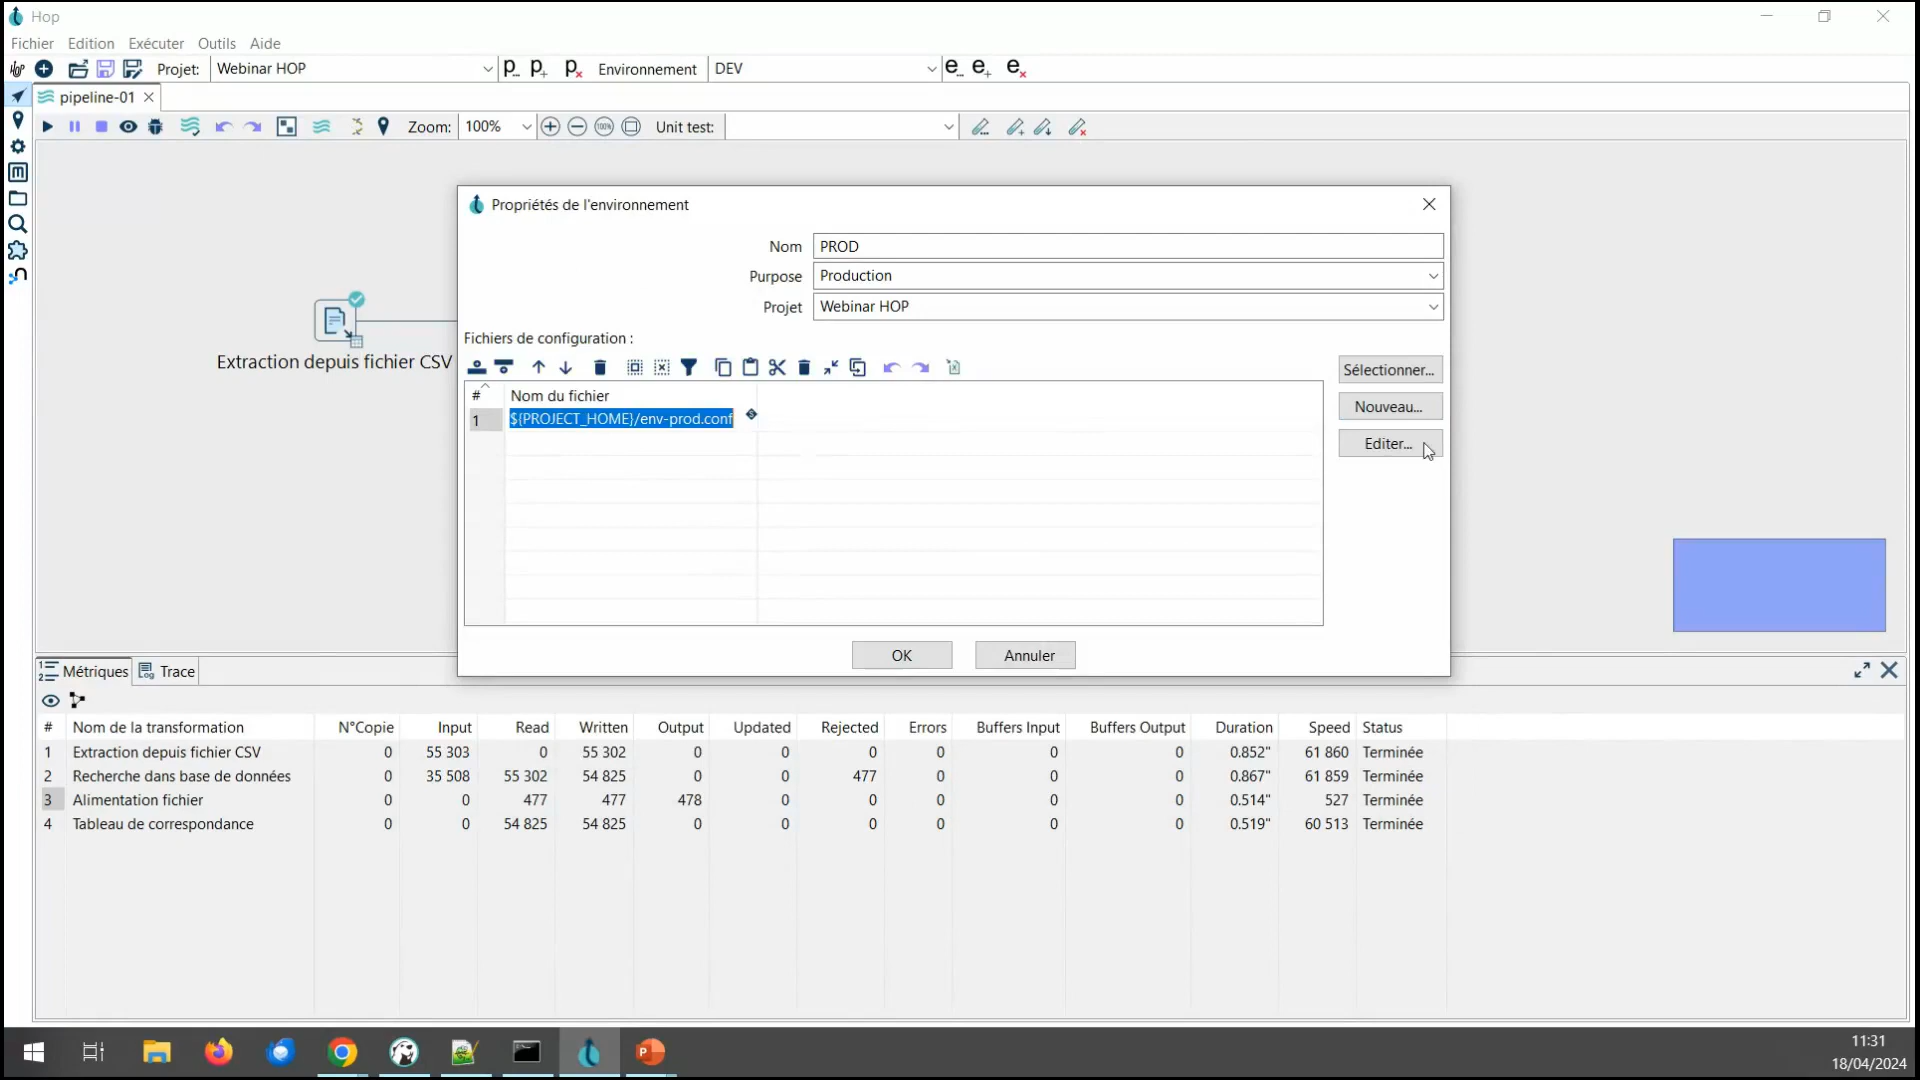 Hop
Fichier Edition Exécuter Outils Aide
Projet: Webinar HOP Environnement DEV
pipeline-01
Zoom: 100% Unit test:
Extraction depuis fichier CSV
Propriétés de l'environnement
Nom PROD
Purpose Production
Projet Webinar HOP
Fichiers de configuration :
# Nom du fichier
1 ${PROJECT_HOME}/env-prod.conf
Sélectionner...
Nouveau...
Editer...
OK Annuler
Métriques Trace
# Nom de la transformation N°Copie Input Read Written Output Updated Rejected Errors Buffers Input Buffers Output Duration Speed Status
1 Extraction depuis fichier CSV 0 55 303 0 55 302 0 0 0 0 0 0 0.852" 61 860 Terminée
2 Recherche dans base de données 0 35 508 55 302 54 825 0 0 477 0 0 0 0.867" 61 859 Terminée
3 Alimentation fichier 0 0 477 477 478 0 0 0 0 0 0.514" 527 Terminée
4 Tableau de correspondance 0 0 54 825 54 825 0 0 0 0 0 0 0.519" 60 513 Terminée
11:31
18/04/2024